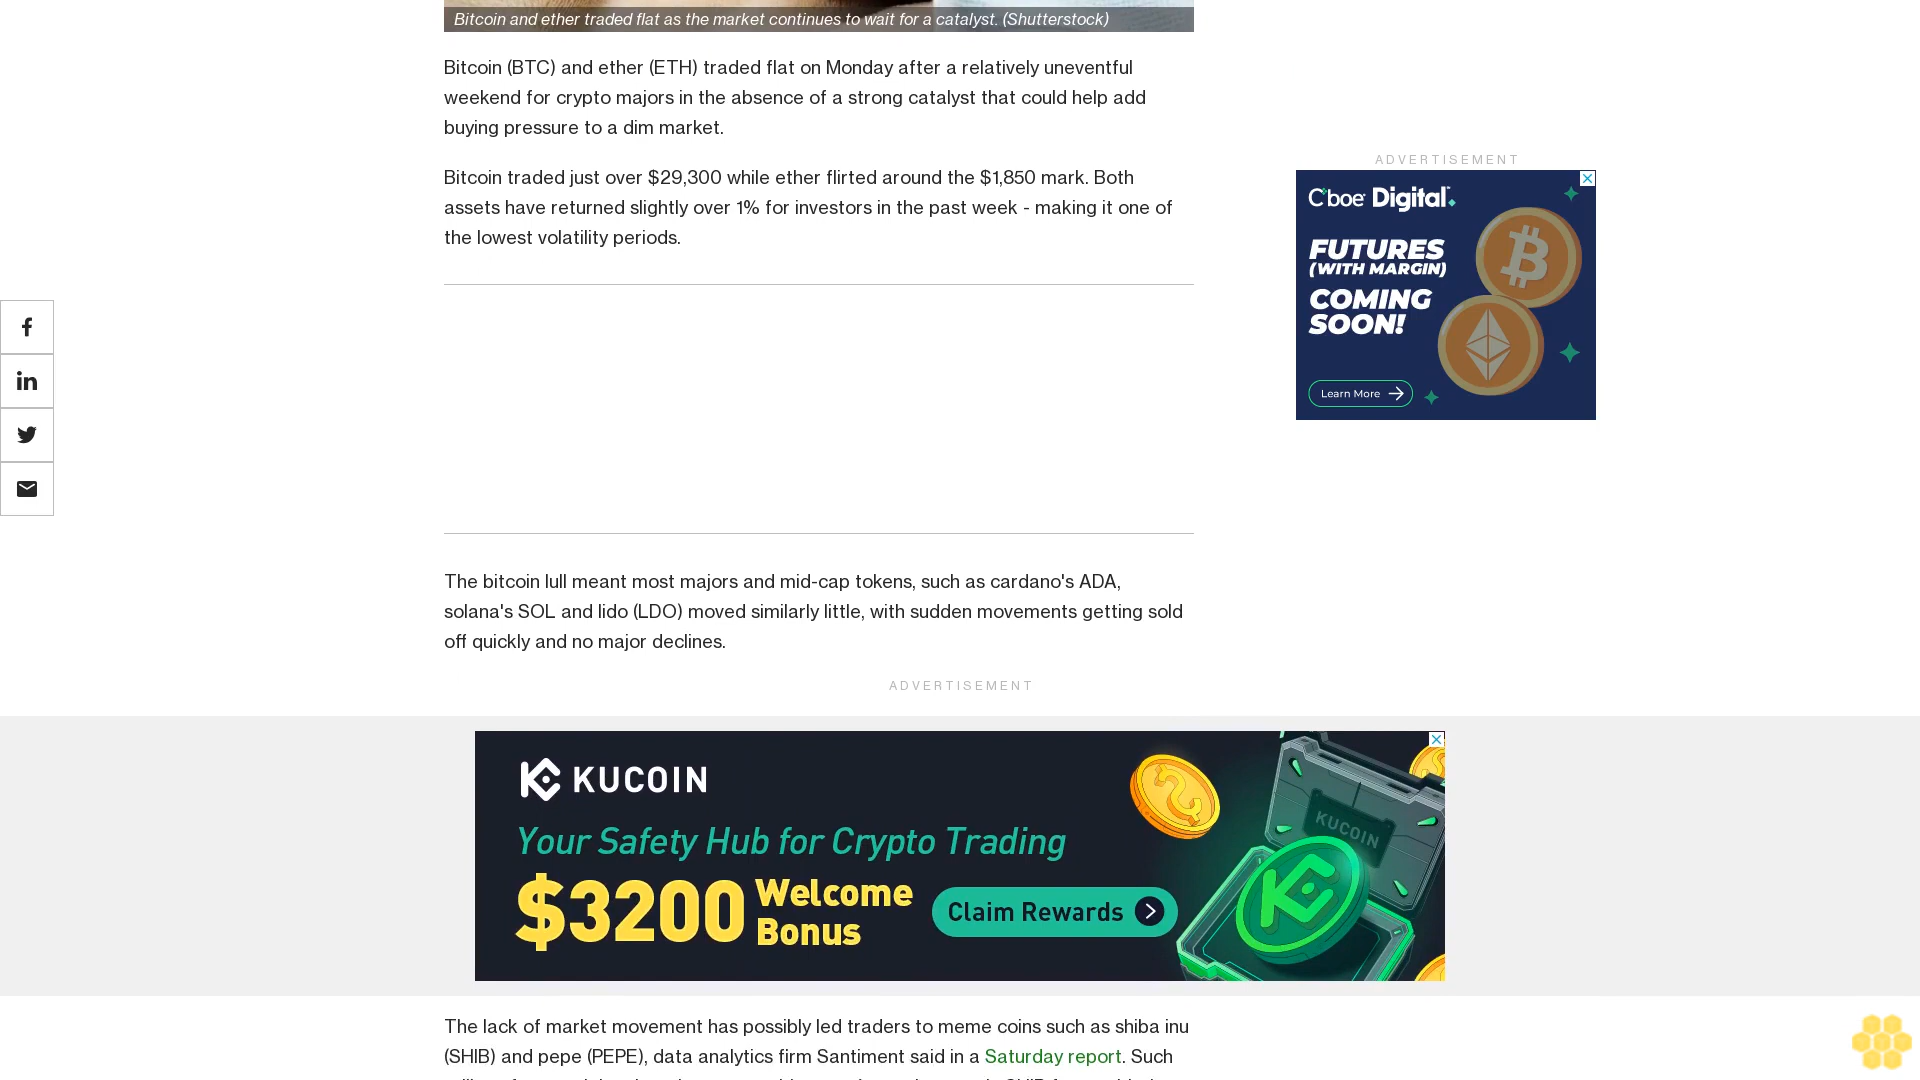 Bitcoin and ether traded flat as the market continues to wait for a catalyst. (Shutterstock)
Bitcoin (BTC) and ether (ETH) traded flat on Monday after a relatively uneventful
weekend for crypto majors in the absence of a strong catalyst that could help add
buying pressure to a dim market.
Bitcoin traded just over $29,300 while ether flirted around the $1,850 mark. Both
assets have returned slightly over 1% for investors in the past week - making it one of
the lowest volatility periods.
ADVERTISEMENT
Cboe Digital
FUTURES
(WITH MARGIN)
COMING
SOON!
Learn More
The bitcoin lull meant most majors and mid-cap tokens, such as cardano's ADA,
solana's SOL and lido (LDO) moved similarly little, with sudden movements getting sold
off quickly and no major declines.
ADVERTISEMENT
KUCOIN
Your Safety Hub for Crypto Trading
$3200 Welcome
Bonus
Claim Rewards
KUCOIN
The lack of market movement has possibly led traders to meme coins such as shiba inu
(SHIB) and pepe (PEPE), data analytics firm Santiment said in a Saturday report. Such